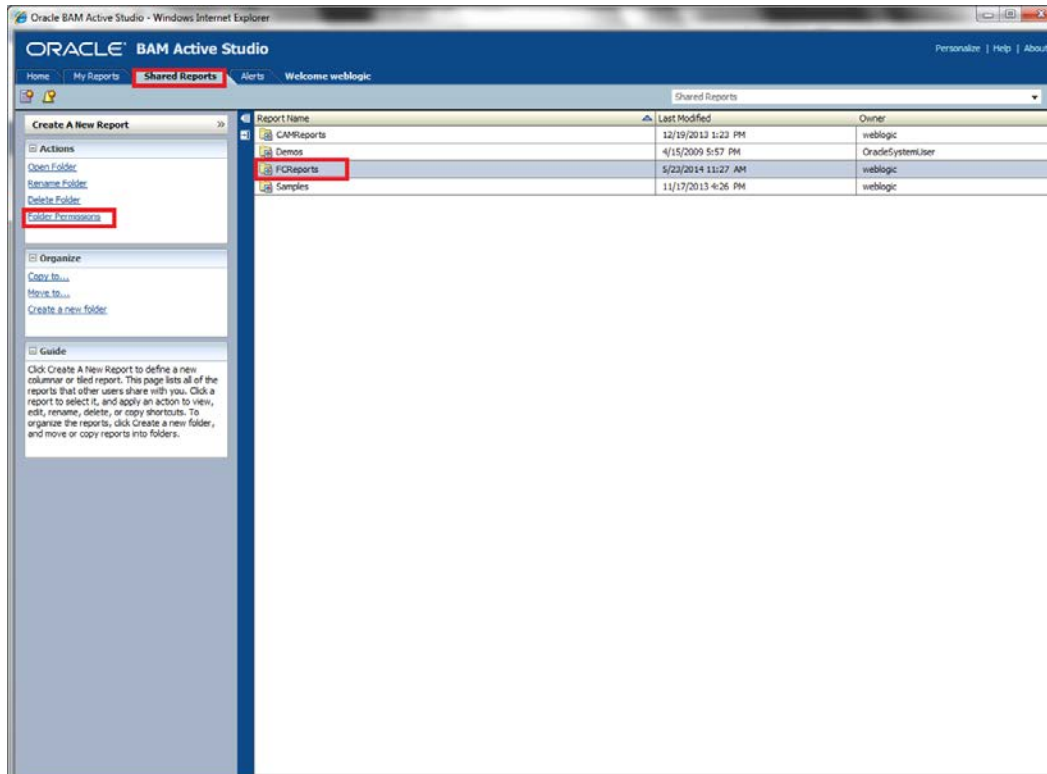 Oracle BAM Active Studio - Windows Internet Explorer
ORACLE BAM Active Studio
Personalize | Help | About
Home My Reports Shared Reports Alerts Welcome weblogic
Shared Reports
Create A New Report »
Actions
Open Folder
Rename Folder
Delete Folder
Folder Permissions
Organize
Copy to...
Move to...
Create a new folder
Guide
Click Create A New Report to define a new
columnar or tiled report. This page lists all of the
reports that other users share with you. Click a
report to select it, and apply an action to view,
edit, rename, delete, or copy shortcuts. To
organize the reports, click Create a new folder,
and move or copy reports into folders.
Report Name Last Modified Owner
CAMReports 12/19/2013 1:23 PM weblogic
Demos 4/15/2009 5:57 PM OracleSystemUser
FCReports 5/23/2014 11:27 AM weblogic
Samples 11/17/2013 4:26 PM weblogic